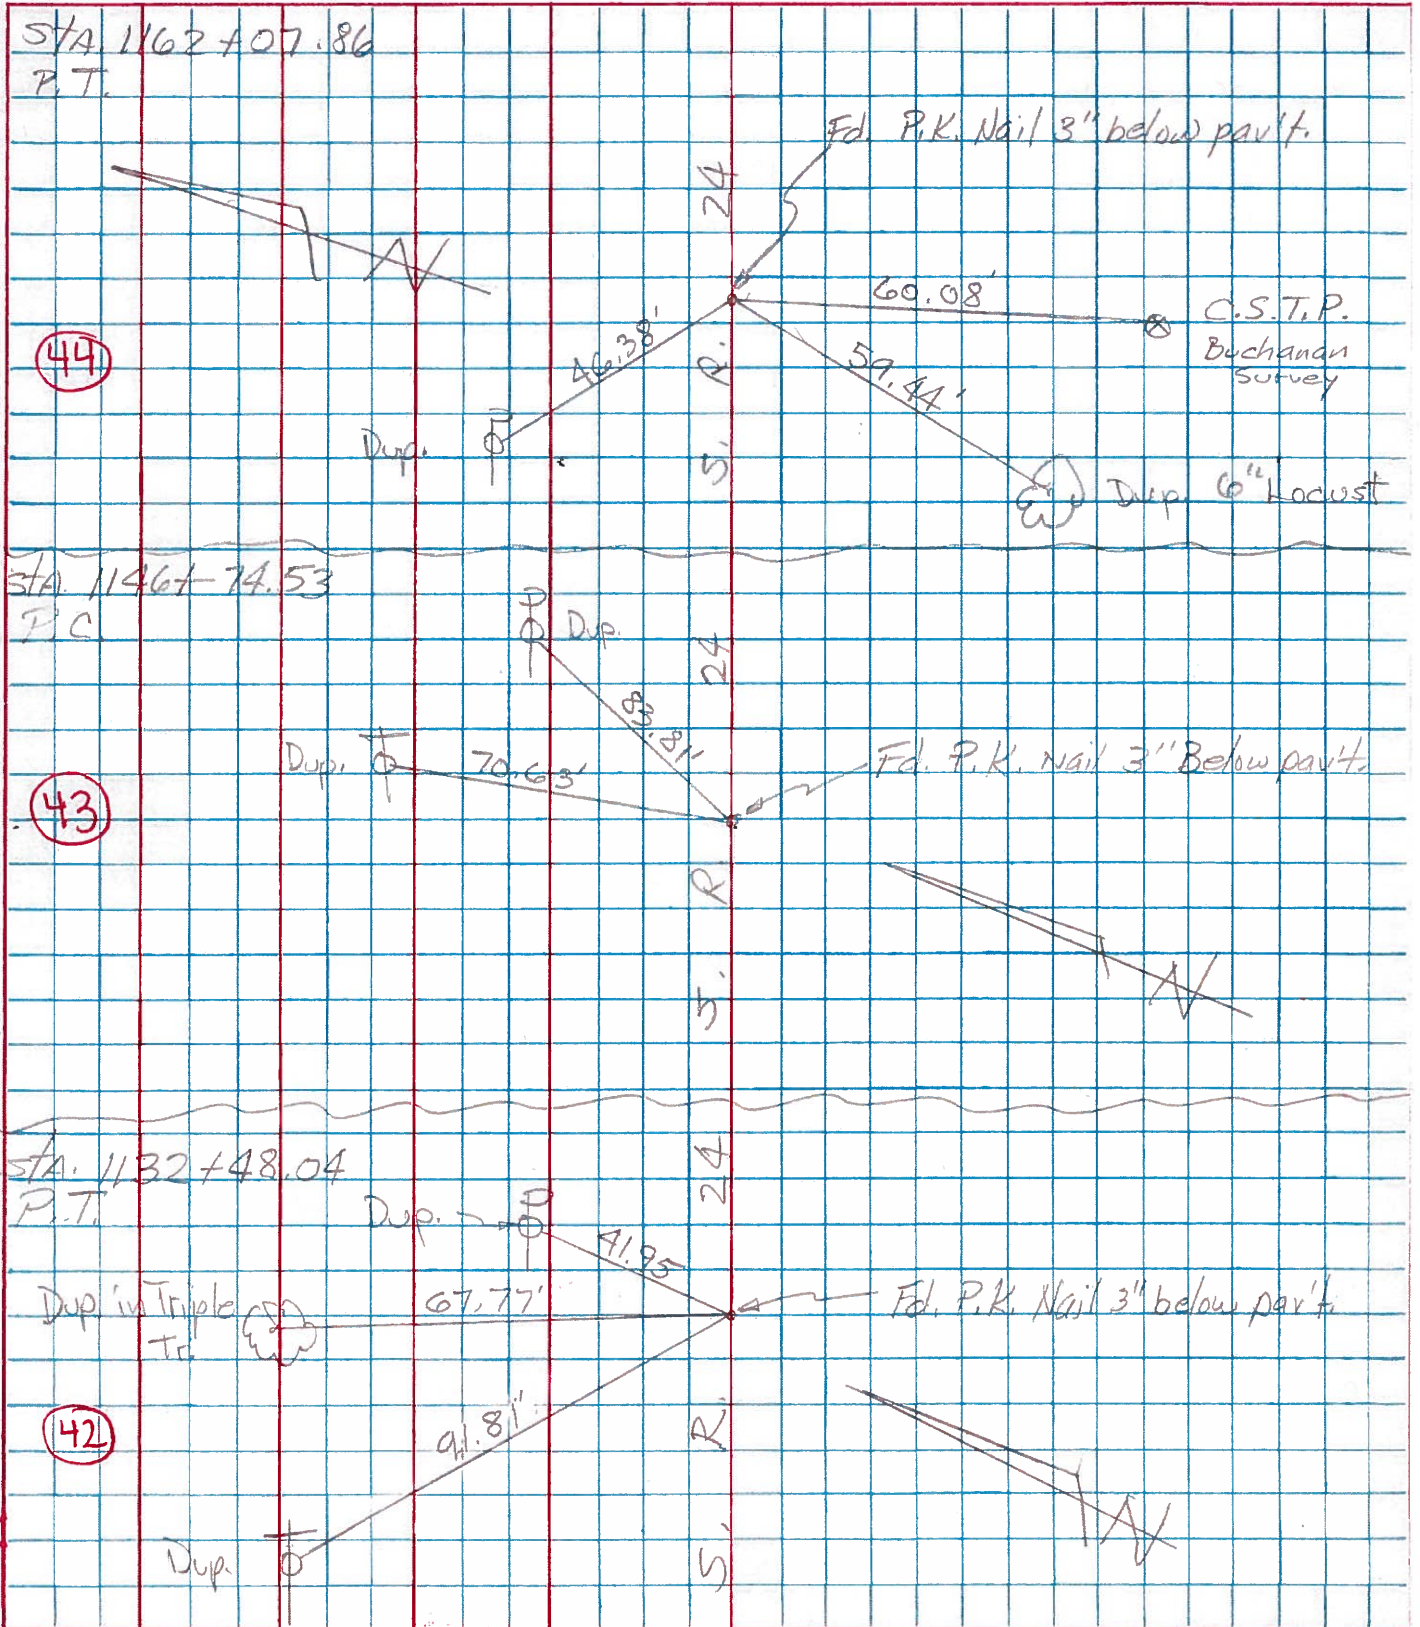 STA. 1162+07.86
P.T.
Fd. P.K. Nail 3" below pav't.
S. R. 24
60.08'
C.S.T.P.
Buchanan
Survey
46.38'
59.44'
44
Dup.
Dup. 6" Locust
STA. 1146+74.53
P.C.
Dup.
S. R. 24
83.81'
Dup.
70.63'
Fd. P.K. Nail 3" Below pav't.
43
N
STA. 1132+48.04
P.T.
S. R. 24
Dup.
41.95
Dup. in Triple
Tr.
67.77'
Fd. P.K. Nail 3" below pav't.
91.81'
42
N
Dup.
N